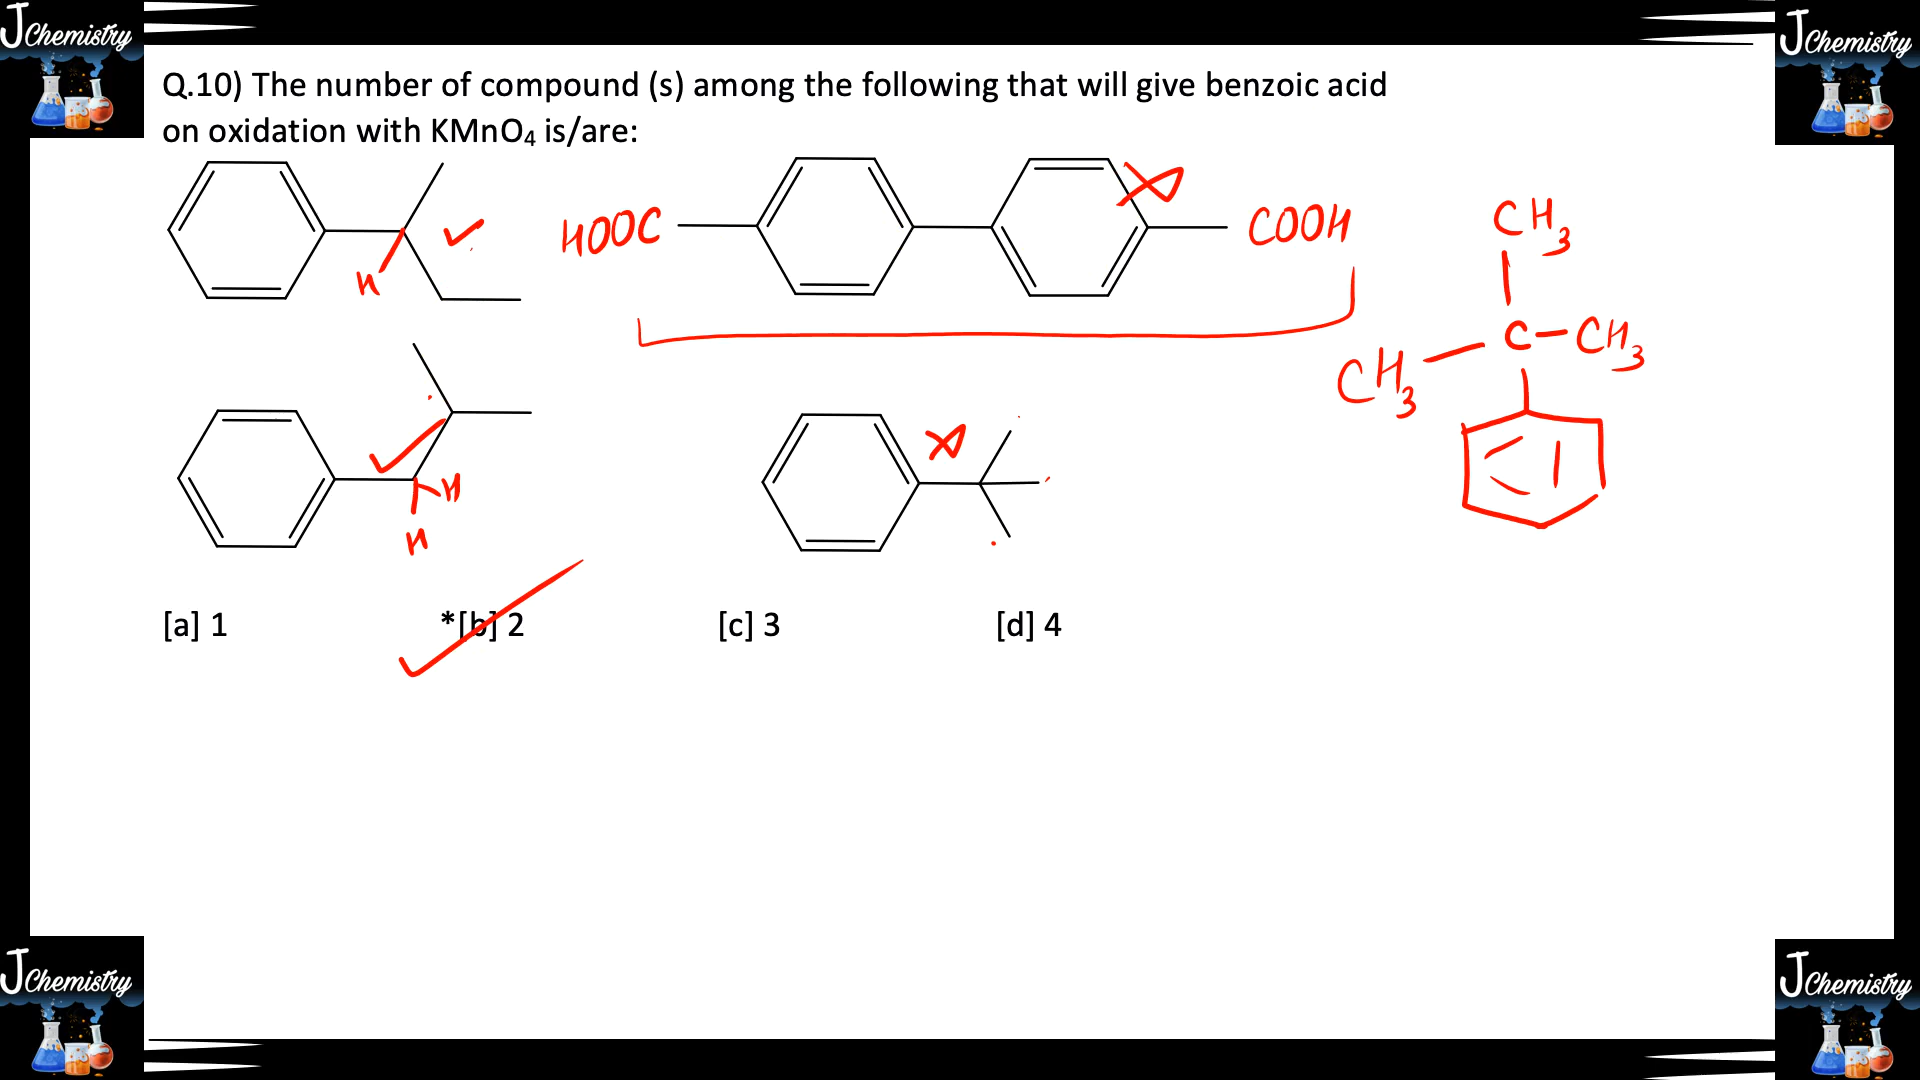 JChemistry
JChemistry
Q.10) The number of compound (s) among the following that will give benzoic acid
on oxidation with KMnO₄ is/are:
H
HOOC
COOH
CH₃
CH₃
C-CH₃
H
H
[a] 1
*[b] 2
[c] 3
[d] 4
JChemistry
JChemistry